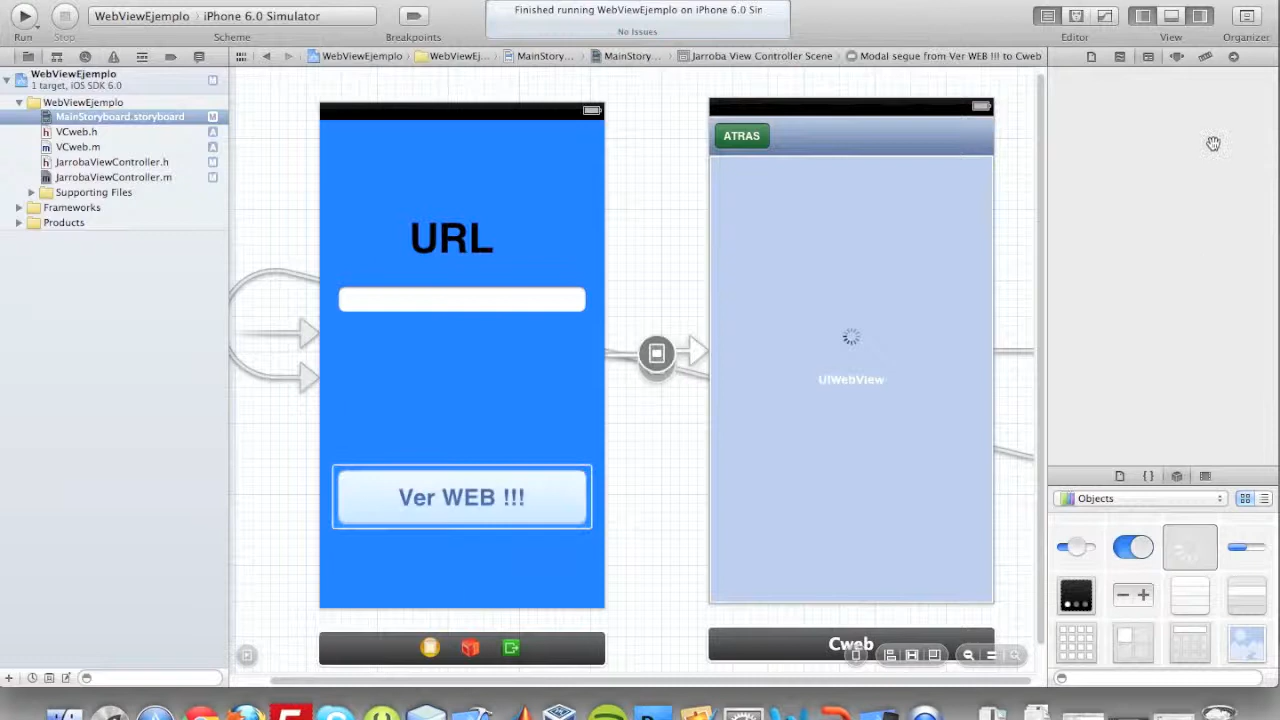 WebViewEjemplo
iPhone 6.0 Simulator
Finished running WebViewEjemplo on iPhone 6.0 Sim
No Issues
Run
Stop
Scheme
Breakpoints
Editor
View
Organizer
WebViewEjemplo
WebViewEj...
MainStory...
MainStory...
Jarroba View Controller Scene
Modal segue from Ver WEB !!! to Cweb
WebViewEjemplo
1 target, iOS SDK 6.0
M
WebViewEjemplo
MainStoryboard.storyboard
M
VCweb.h
A
VCweb.m
A
JarrobaViewController.h
JarrobaViewController.m
Supporting Files
Frameworks
Products
URL
Ver WEB !!!
ATRAS
UIWebView
Cweb
Objects